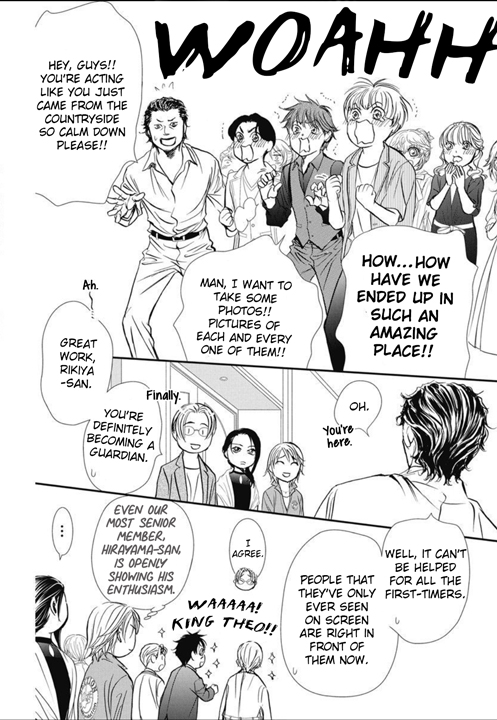 WOAHH
HEY, GUYS!!
YOU'RE ACTING
LIKE YOU JUST
CAME FROM THE
COUNTRYSIDE
SO CALM DOWN
PLEASE!!
HOW...HOW
HAVE WE
ENDED UP IN
SUCH AN
AMAZING
PLACE!!
MAN, I WANT TO
TAKE SOME
PHOTOS!!
PICTURES OF
EACH AND EVERY
ONE OF THEM!!
OH.
You're
here.
Ah.
GREAT
WORK,
RIKIYA
-SAN.
Finally.
YOU'RE
DEFINITELY
BECOMING A
GUARDIAN.
WELL, IT CAN'T
BE HELPED
FOR ALL THE
FIRST-TIMERS.
PEOPLE THAT
THEY'VE ONLY
EVER SEEN
ON SCREEN
ARE RIGHT IN
FRONT OF
THEM NOW.
I
AGREE.
EVEN OUR
MOST SENIOR
MEMBER,
HIRAYAMA-SAN,
IS OPENLY
SHOWING HIS
ENTHUSIASM.
...
WAAAAA!
KING THEO!!